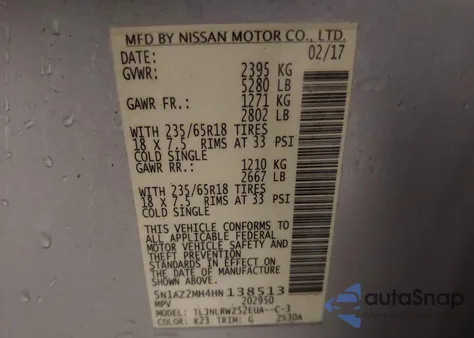 MFD BY NISSAN MOTOR CO., LTD.
DATE: 02/17
GVWR: 2395 KG
5280 LB
GAWR FR.: 1271 KG
2802 LB
WITH 235/65R18 TIRES
18 x 7.5 RIMS AT 33 PSI
COLD SINGLE
GAWR RR.: 1210 KG
2667 LB
WITH 235/65R18 TIRES
18 x 7.5 RIMS AT 33 PSI
COLD SINGLE
THIS VEHICLE CONFORMS TO
ALL APPLICABLE FEDERAL
MOTOR VEHICLE SAFETY AND
THEFT PREVENTION
STANDARDS IN EFFECT ON
THE DATE OF MANUFACTURE
5N1AZ2MH4HN138513
MPV 202950
TLJNLRWZ52EUA--C-J
COLOR: K23 TRIM: G 2530A
autoSnap